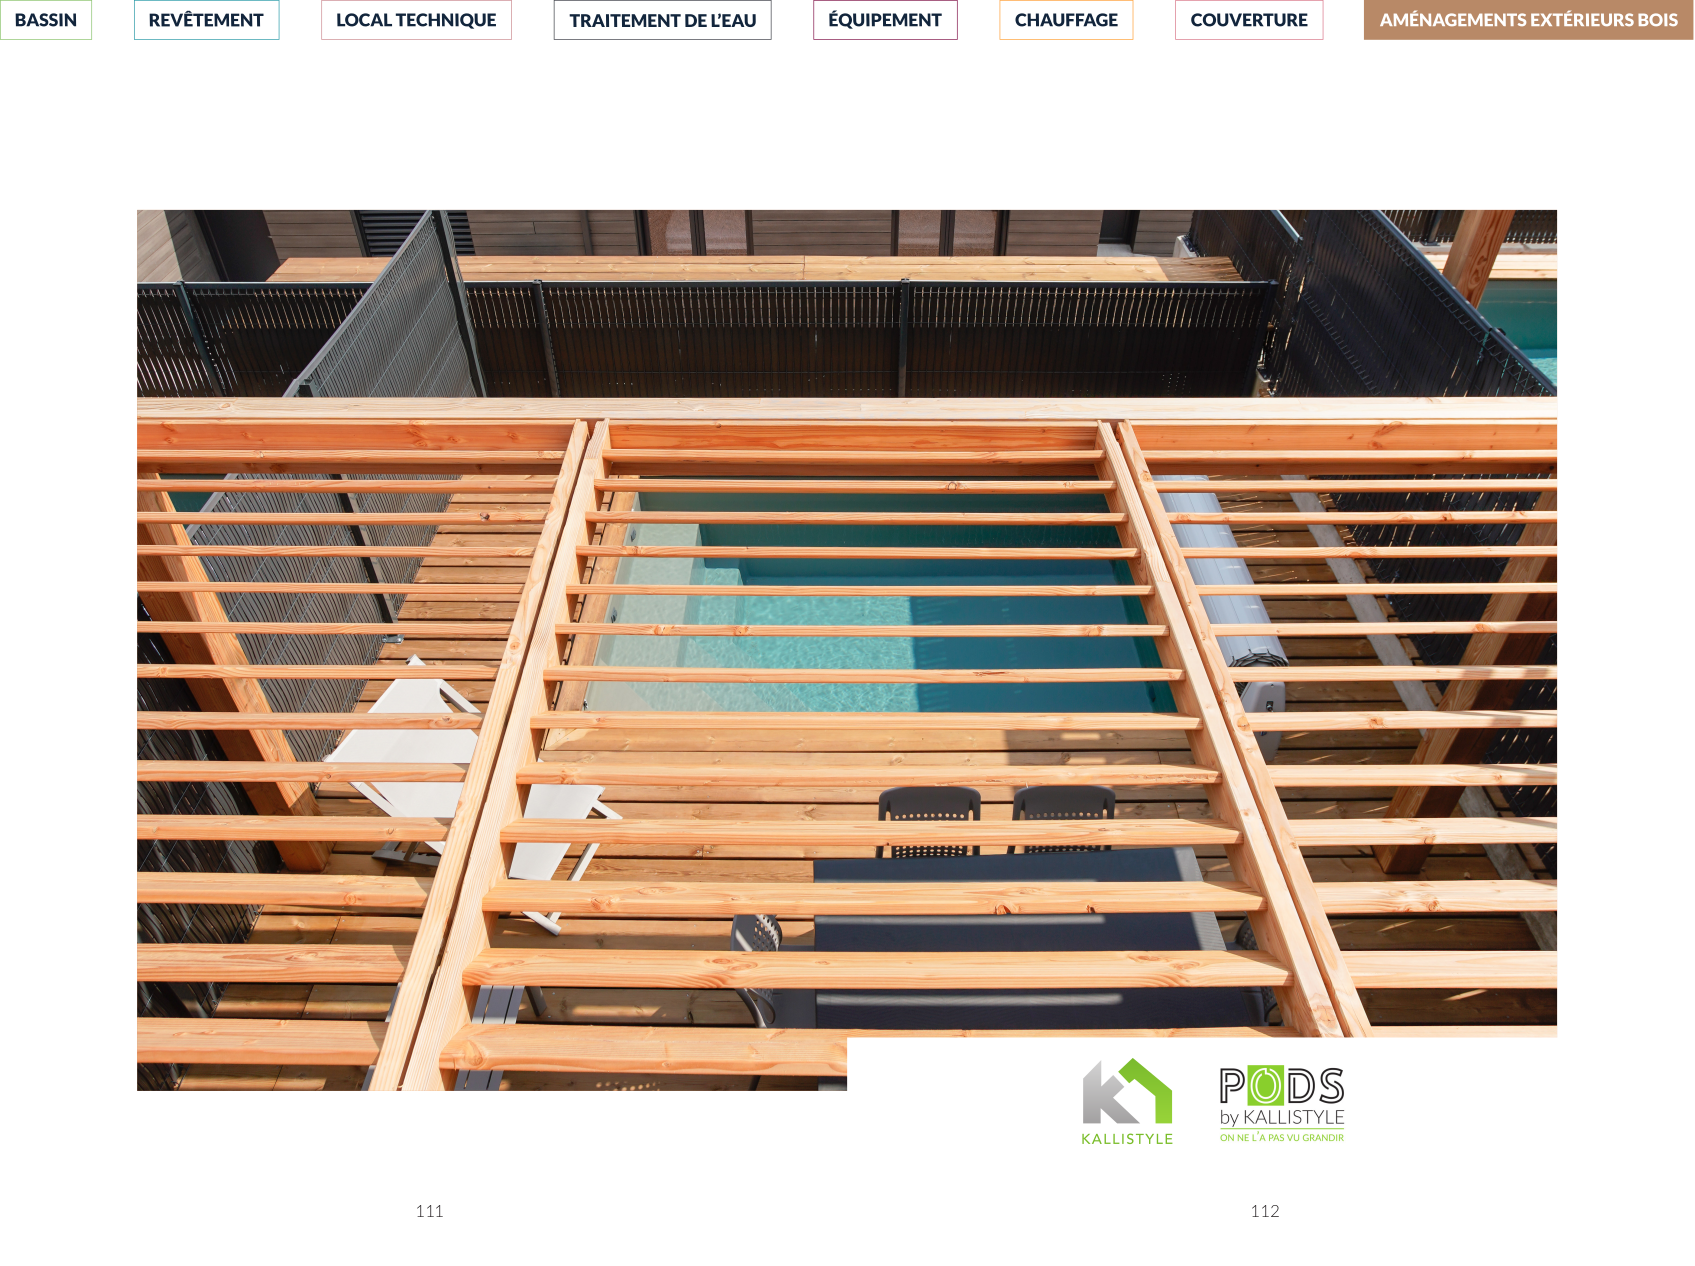 BASSIN
REVÊTEMENT
LOCAL TECHNIQUE
TRAITEMENT DE L'EAU
ÉQUIPEMENT
CHAUFFAGE
COUVERTURE
AMÉNAGEMENTS EXTÉRIEURS BOIS
KALLISTYLE
PODS
by KALLISTYLE
ON NE L'A PAS VU GRANDIR
111
112